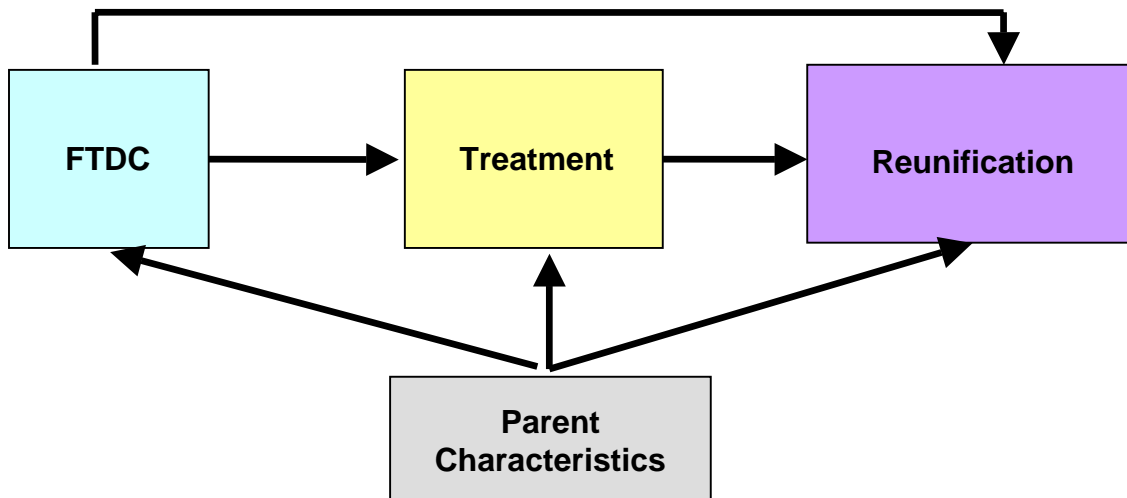 FTDC
Treatment
Reunification
Parent
Characteristics